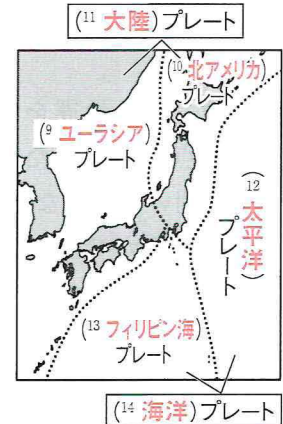 (11 大陸)プレート
(10 北アメリカ)
プレート
(9 ユーラシア)
プレート
(12 太平洋)プレート
(13 フィリピン海)
プレート
(14 海洋)プレート